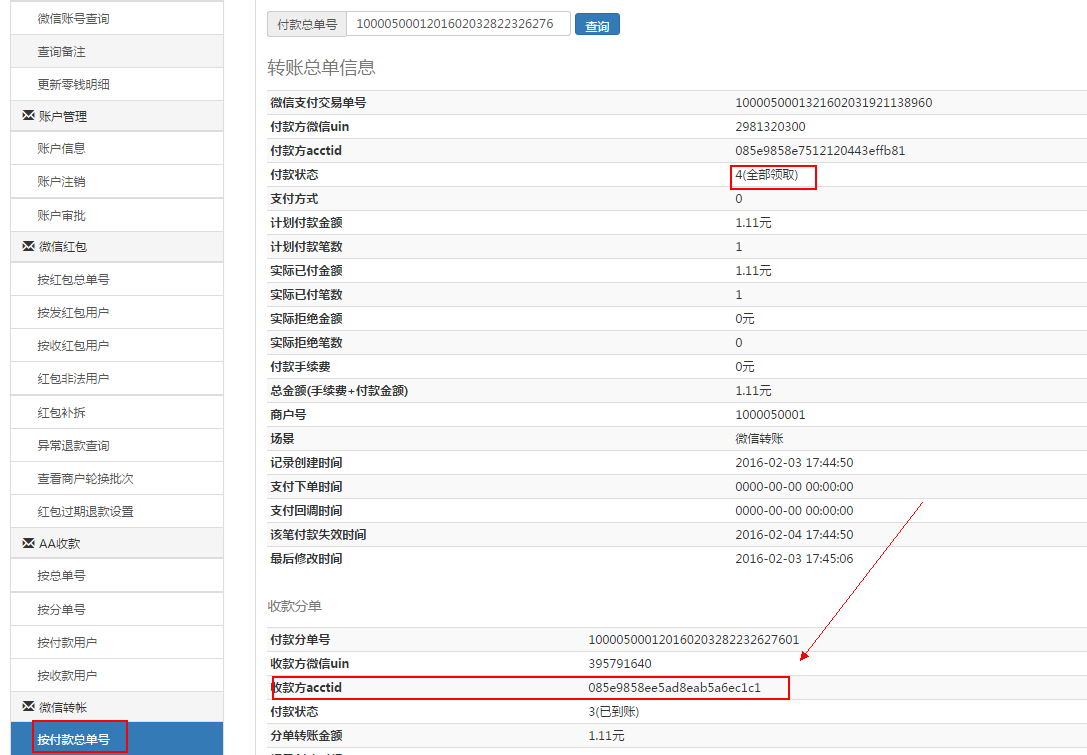 微信账号查询
查询备注
更新零钱明细
账户管理
账户信息
账户注销
账户审批
微信红包
按红包总单号
按发红包用户
按收红包用户
红包非法用户
红包补拆
异常退款查询
查看商户轮换批次
红包过期退款设置
AA收款
按总单号
按分单号
按付款用户
按收款用户
微信转帐
按付款总单号
付款总单号 1000050001201602032822326276 查询
转账总单信息
微信支付交易单号 1000050001321602031921138960
付款方微信uin 2981320300
付款方acctid 085e9858e7512120443effb81
付款状态 4(全部领取)
支付方式 0
计划付款金额 1.11元
计划付款笔数 1
实际已付金额 1.11元
实际已付笔数 1
实际拒绝金额 0元
实际拒绝笔数 0
付款手续费 0元
总金额(手续费+付款金额) 1.11元
商户号 1000050001
场景 微信转账
记录创建时间 2016-02-03 17:44:50
支付下单时间 0000-00-00 00:00:00
支付回调时间 0000-00-00 00:00:00
该笔付款失效时间 2016-02-04 17:44:50
最后修改时间 2016-02-03 17:45:06
收款分单
付款分单号 100005000120160203282232627601
收款方微信uin 395791640
收款方acctid 085e9858ee5ad8eab5a6ec1c1
付款状态 3(已到账)
分单转账金额 1.11元